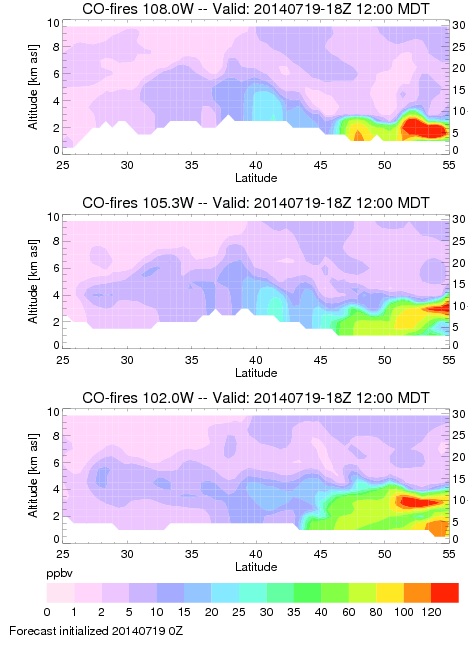 CO-fires 108.0W -- Valid: 20140719-18Z 12:00 MDT
10
8
6
4
2
0
Altitude [km asl]
30
25
20
15
10
5
0
25 30 35 40 45 50 55
Latitude
CO-fires 105.3W -- Valid: 20140719-18Z 12:00 MDT
10
8
6
4
2
0
Altitude [km asl]
30
25
20
15
10
5
0
25 30 35 40 45 50 55
Latitude
CO-fires 102.0W -- Valid: 20140719-18Z 12:00 MDT
10
8
6
4
2
0
Altitude [km asl]
30
25
20
15
10
5
0
25 30 35 40 45 50 55
Latitude
ppbv
0 1 2 5 10 15 20 25 35 55 60 80 100 120
Forecast initialized 20140719 0Z